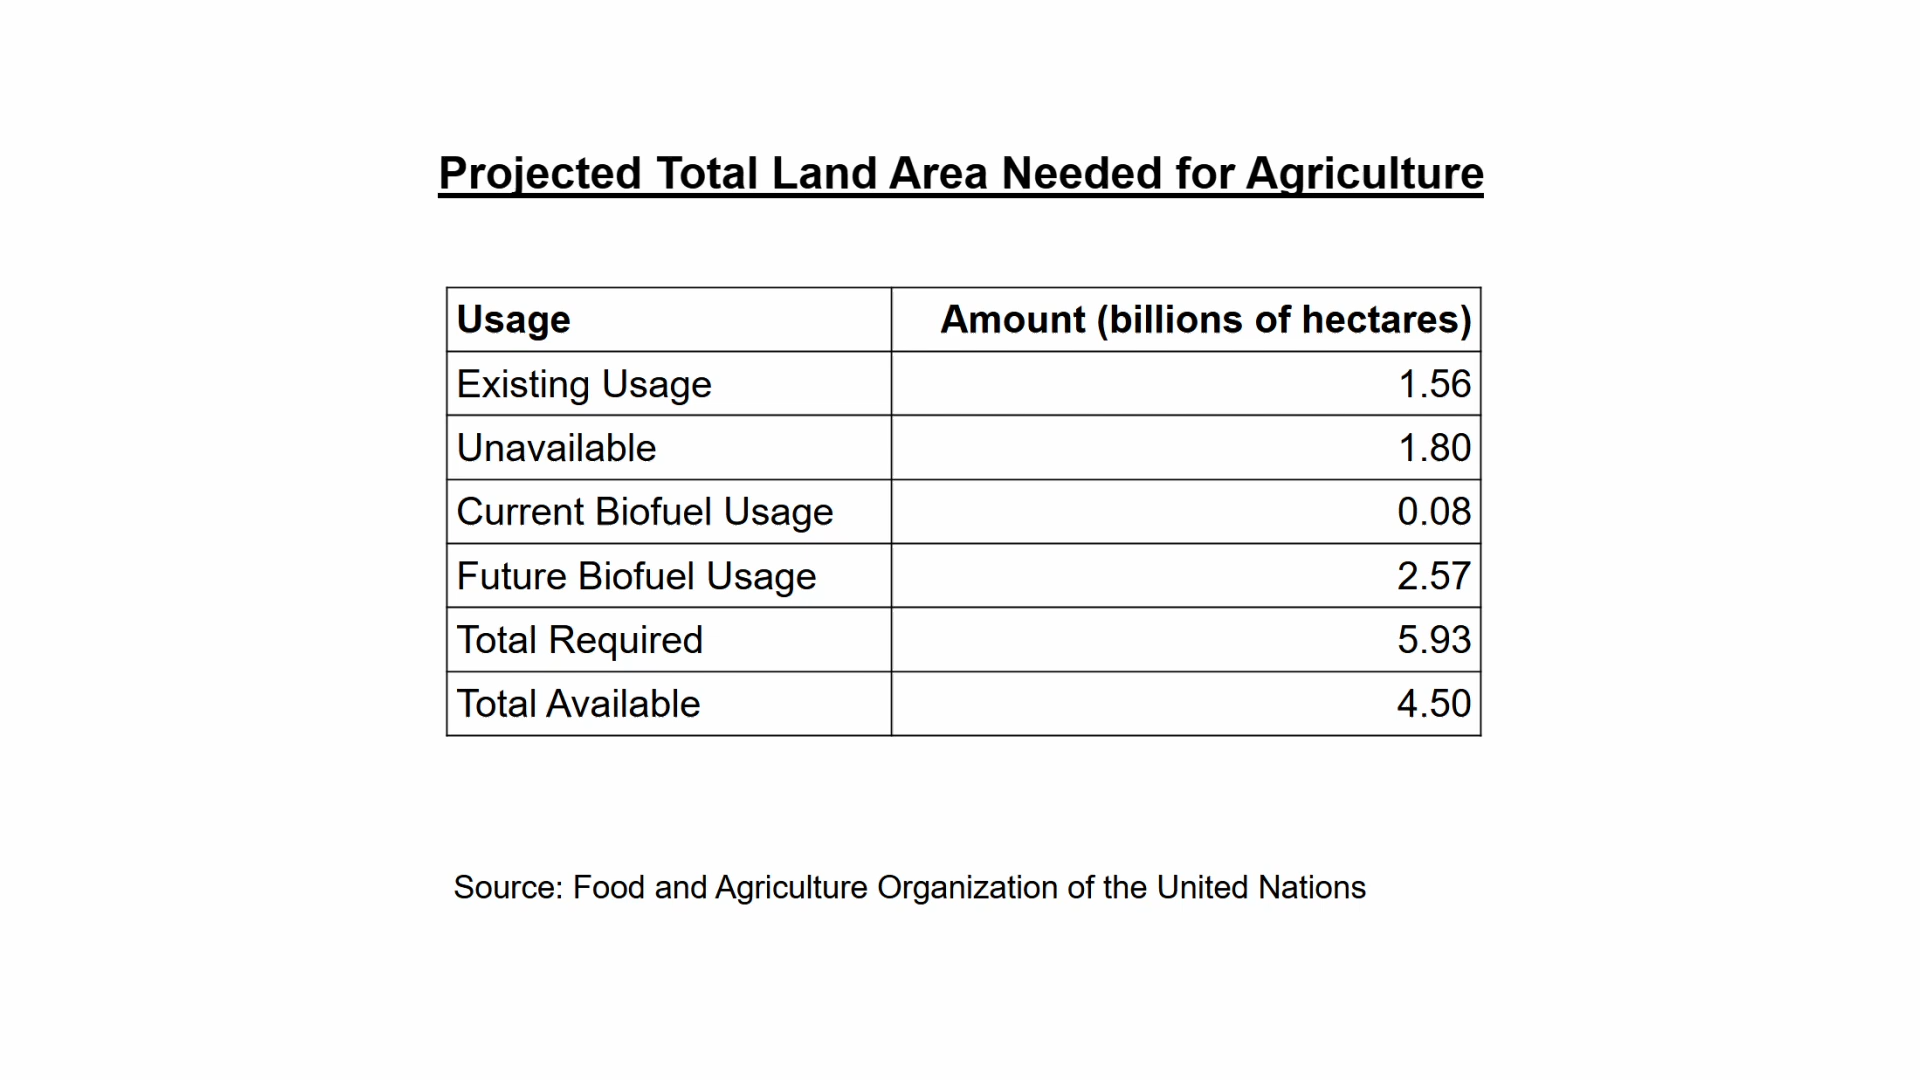 Projected Total Land Area Needed for Agriculture
Usage Amount (billions of hectares)
Existing Usage 1.56
Unavailable 1.80
Current Biofuel Usage 0.08
Future Biofuel Usage 2.57
Total Required 5.93
Total Available 4.50
Source: Food and Agriculture Organization of the United Nations